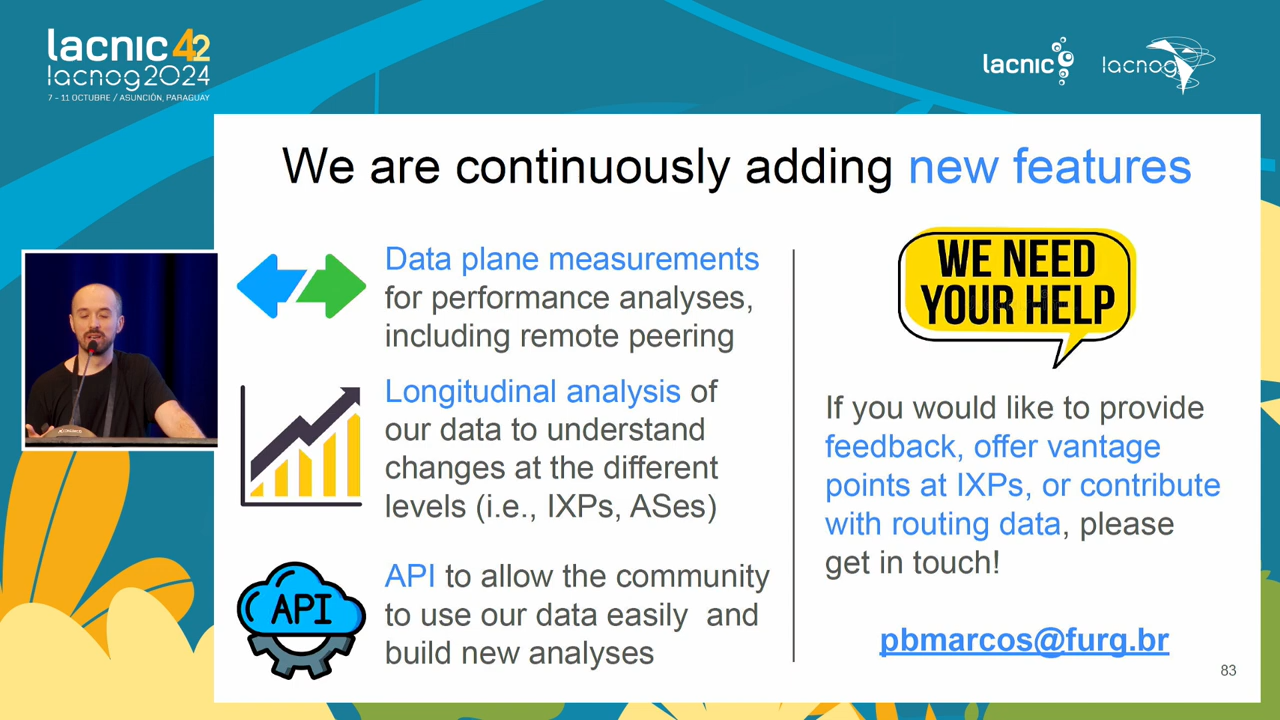 lacnic 42
lacnog2024
7 - 11 OCTUBRE / ASUNCIÓN, PARAGUAY
lacnic
lacnog
We are continuously adding new features
Data plane measurements
for performance analyses,
including remote peering
Longitudinal analysis of
our data to understand
changes at the different
levels (i.e., IXPs, ASes)
API
API to allow the community
to use our data easily and
build new analyses
WE NEED
YOUR HELP
If you would like to provide
feedback, offer vantage
points at IXPs, or contribute
with routing data, please
get in touch!
pbmarcos@furg.br
83